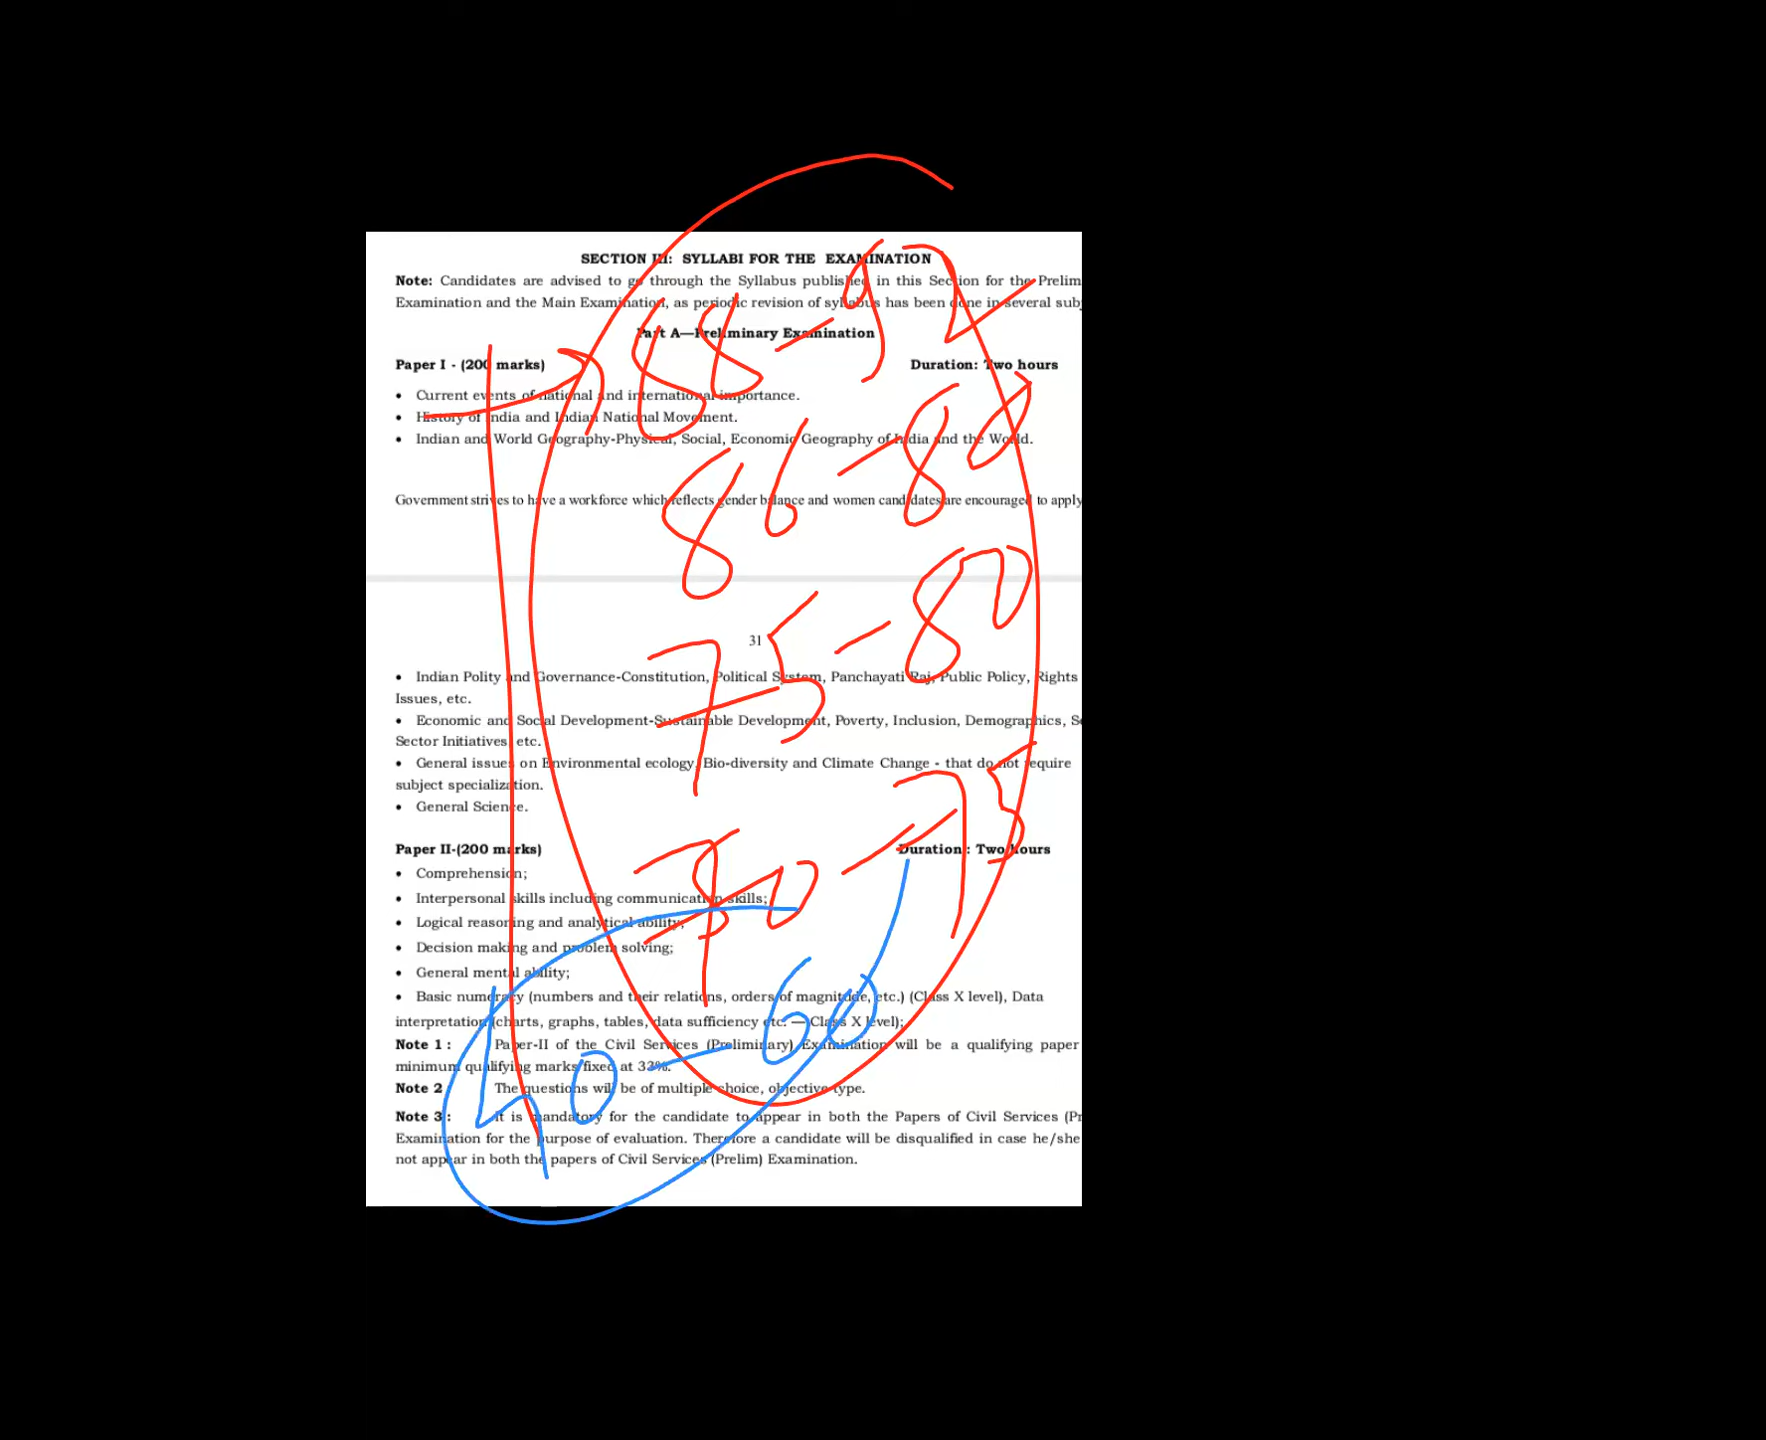 SECTION III: SYLLABI FOR THE EXAMINATION
Note: Candidates are advised to go through the Syllabus published in this Section for the Prelim
Examination and the Main Examination, as periodic revision of syllabus has been done in several sub
Part A—Preliminary Examination
Paper I - (200 marks) Duration: Two hours
• Current events of national and international importance.
• History of India and Indian National Movement.
• Indian and World Geography-Physical, Social, Economic Geography of India and the World.
Government strives to have a workforce which reflects gender balance and women candidates are encouraged to apply
31
• Indian Polity and Governance-Constitution, Political System, Panchayati Raj, Public Policy, Rights
Issues, etc.
• Economic and Social Development-Sustainable Development, Poverty, Inclusion, Demographics, S
Sector Initiatives, etc.
• General issues on Environmental ecology, Bio-diversity and Climate Change - that do not require
subject specialization.
• General Science.
Paper II-(200 marks) Duration: Two hours
• Comprehension;
• Interpersonal skills including communication skills;
• Logical reasoning and analytical ability;
• Decision making and problem solving;
• General mental ability;
• Basic numeracy (numbers and their relations, orders of magnitude, etc.) (Class X level), Data
interpretation (charts, graphs, tables, data sufficiency etc. — Class X level);
Note 1 : Paper-II of the Civil Services (Preliminary) Examination will be a qualifying paper
minimum qualifying marks fixed at 33%.
Note 2 : The questions will be of multiple choice, objective type.
Note 3 : It is mandatory for the candidate to appear in both the Papers of Civil Services (Pr
Examination for the purpose of evaluation. Therefore a candidate will be disqualified in case he/she
not appear in both the papers of Civil Services (Prelim) Examination.
88 - 92
86 - 80
75 - 80
70 - 75
40 - 60